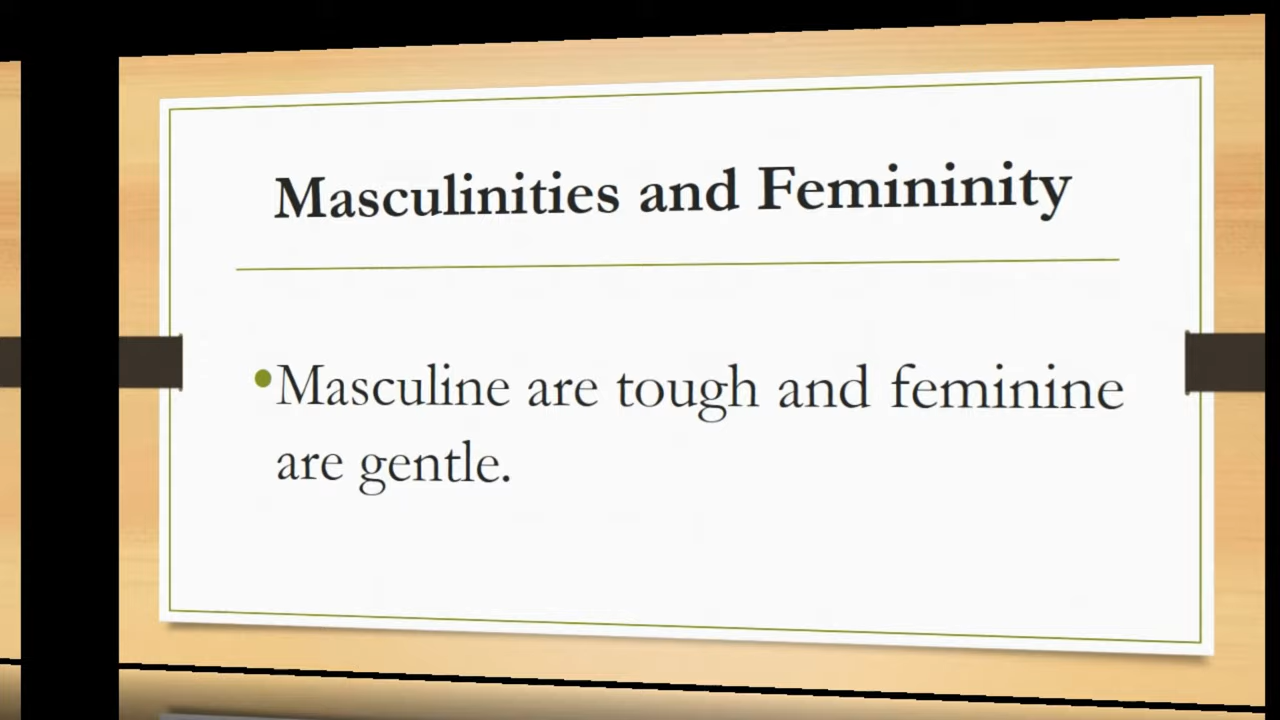 Masculinities and Femininity
•Masculine are tough and feminine
are gentle.